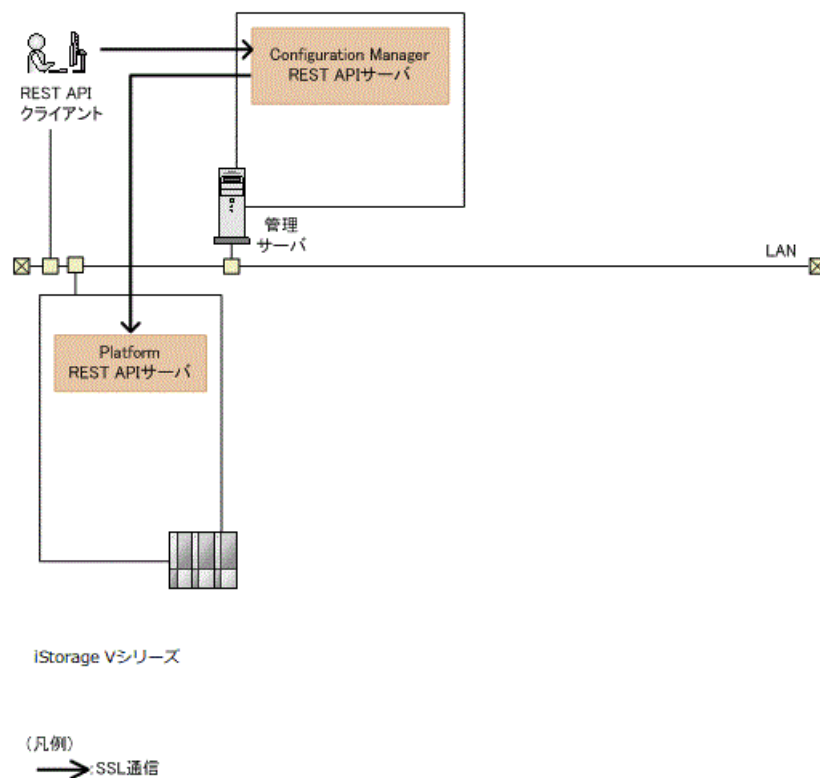 REST API
クライアント
Configuration Manager
REST APIサーバ
管理
サーバ
LAN
Platform
REST APIサーバ
iStorage Vシリーズ
(凡例)
:SSL通信